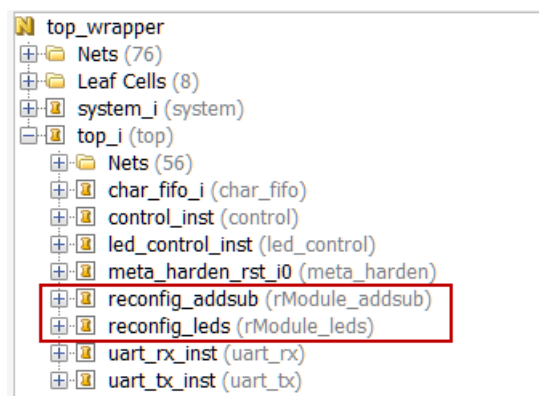 top_wrapper
Nets (76)
Leaf Cells (8)
system_i (system)
top_i (top)
Nets (56)
char_fifo_i (char_fifo)
control_inst (control)
led_control_inst (led_control)
meta_harden_rst_i0 (meta_harden)
reconfig_addsub (rModule_addsub)
reconfig_leds (rModule_leds)
uart_rx_inst (uart_rx)
uart_tx_inst (uart_tx)